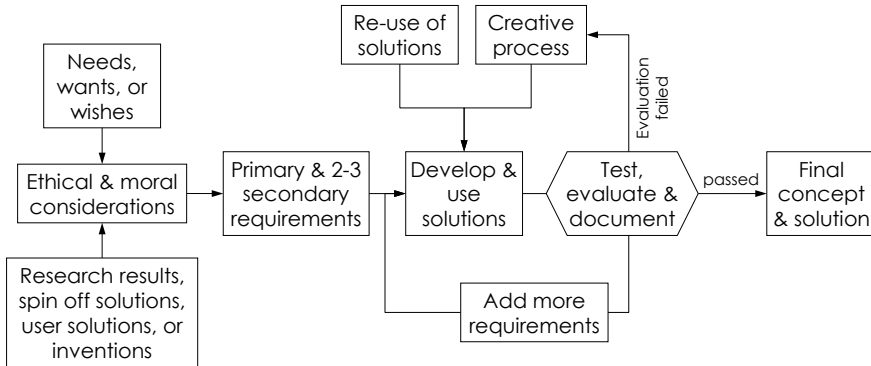 Needs,
wants, or
wishes
Ethical & moral
considerations
Research results,
spin off solutions,
user solutions, or
inventions
Primary & 2-3
secondary
requirements
Re-use of
solutions
Creative
process
Develop &
use
solutions
Evaluation
failed
Test,
evaluate &
document
passed
Final
concept
& solution
Add more
requirements